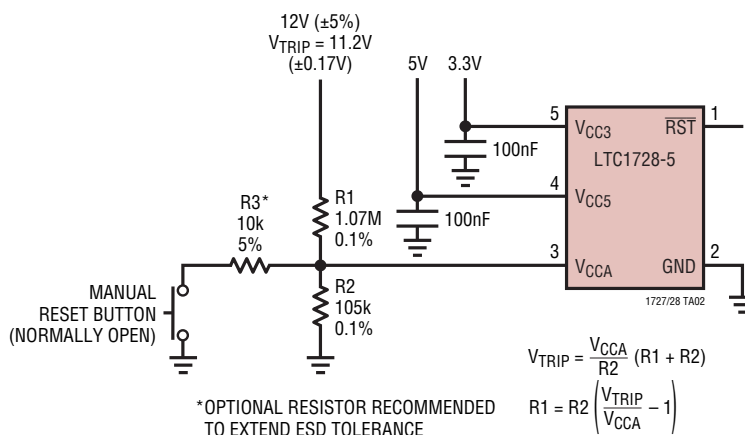 12V (±5%)
VTRIP = 11.2V
(±0.17V)
5V
3.3V
5
VCC3
RST
1
100nF
LTC1728-5
4
VCC5
100nF
R3*
10k
5%
R1
1.07M
0.1%
3
VCCA
GND
2
MANUAL
RESET BUTTON
(NORMALLY OPEN)
R2
105k
0.1%
1727/28 TA02
VTRIP = VCCA/R2 (R1 + R2)
*OPTIONAL RESISTOR RECOMMENDED
TO EXTEND ESD TOLERANCE
R1 = R2 (VTRIP/VCCA – 1)